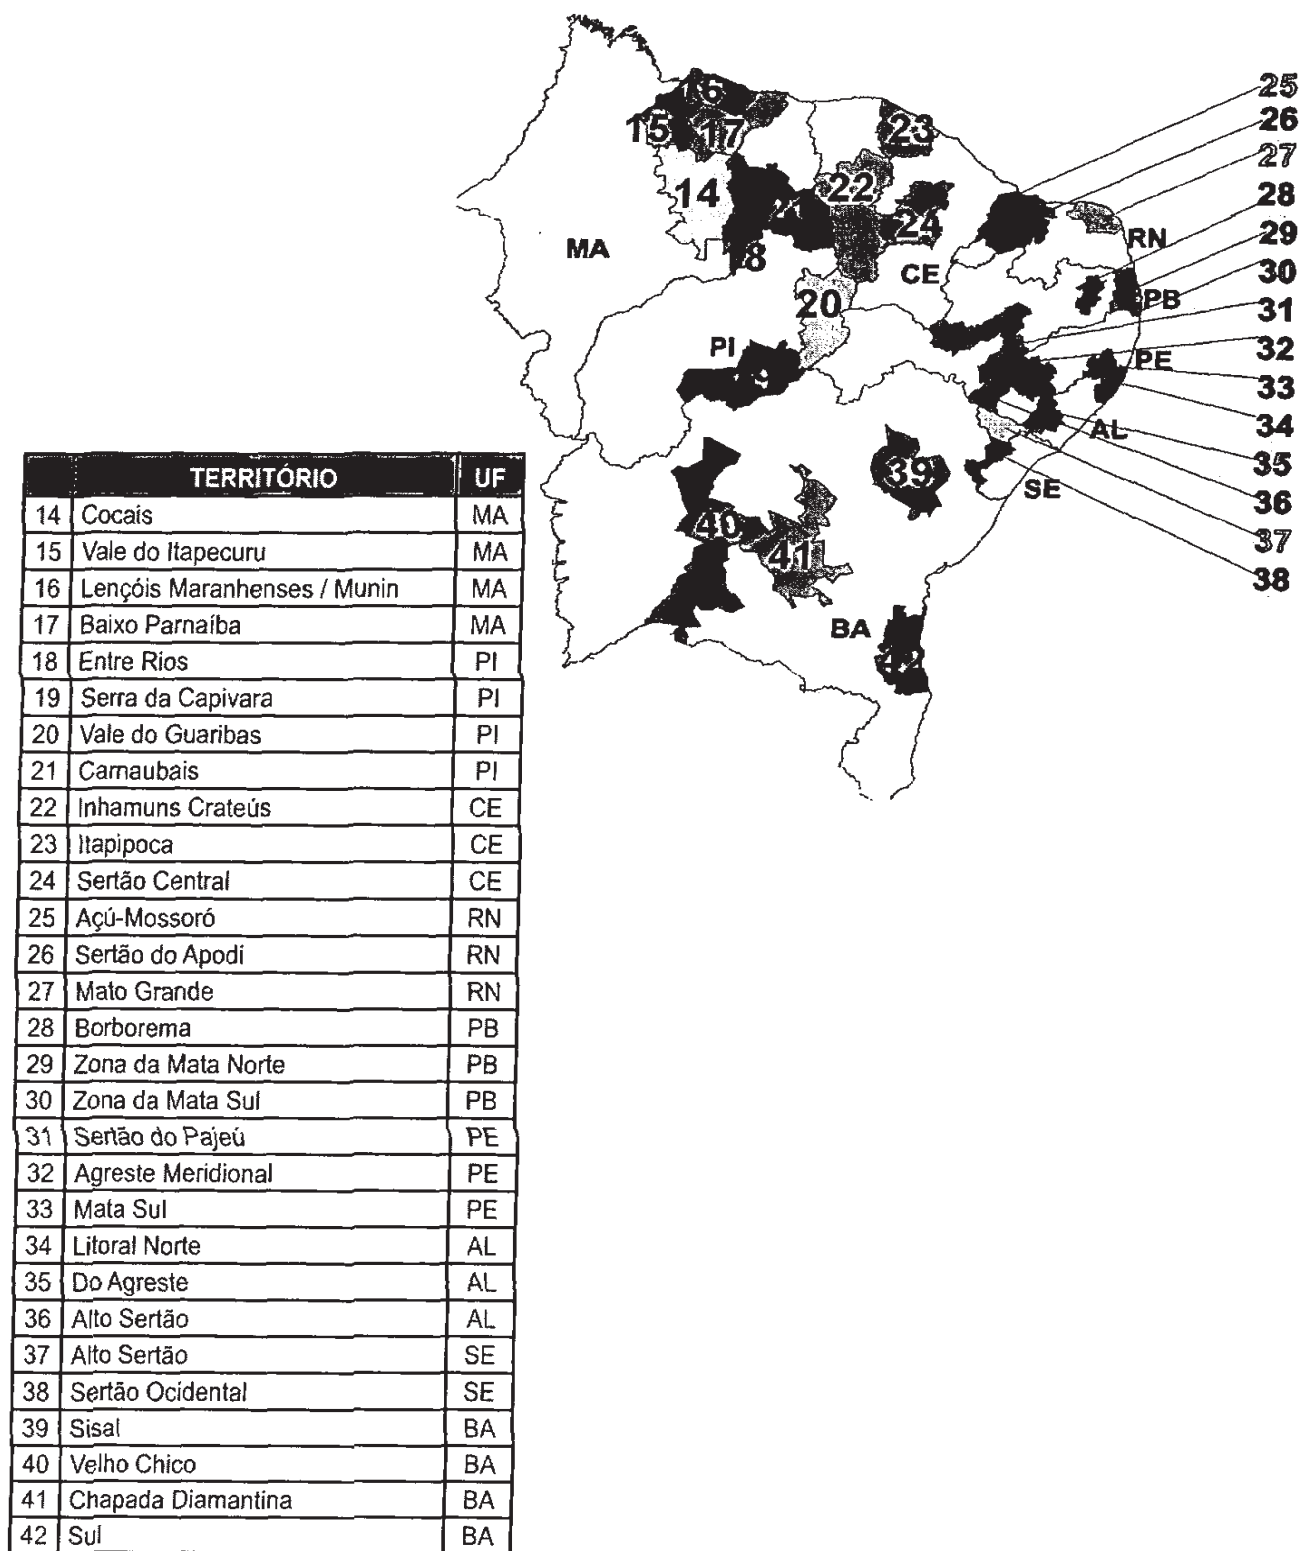 16
15
17
23
14
22
21
24
18
MA
CE
20
PI
19
RN
PB
PE
AL
SE
39
40
41
BA
42
25
26
27
28
29
30
31
32
33
34
35
36
37
38
TERRITÓRIO UF
14 Cocais MA
15 Vale do Itapecuru MA
16 Lençóis Maranhenses / Munin MA
17 Baixo Parnaíba MA
18 Entre Rios PI
19 Serra da Capivara PI
20 Vale do Guaribas PI
21 Carnaubais PI
22 Inhamuns Crateús CE
23 Itapipoca CE
24 Sertão Central CE
25 Açú-Mossoró RN
26 Sertão do Apodi RN
27 Mato Grande RN
28 Borborema PB
29 Zona da Mata Norte PB
30 Zona da Mata Sul PB
31 Sertão do Pajeú PE
32 Agreste Meridional PE
33 Mata Sul PE
34 Litoral Norte AL
35 Do Agreste AL
36 Alto Sertão AL
37 Alto Sertão SE
38 Sertão Ocidental SE
39 Sisal BA
40 Velho Chico BA
41 Chapada Diamantina BA
42 Sul BA